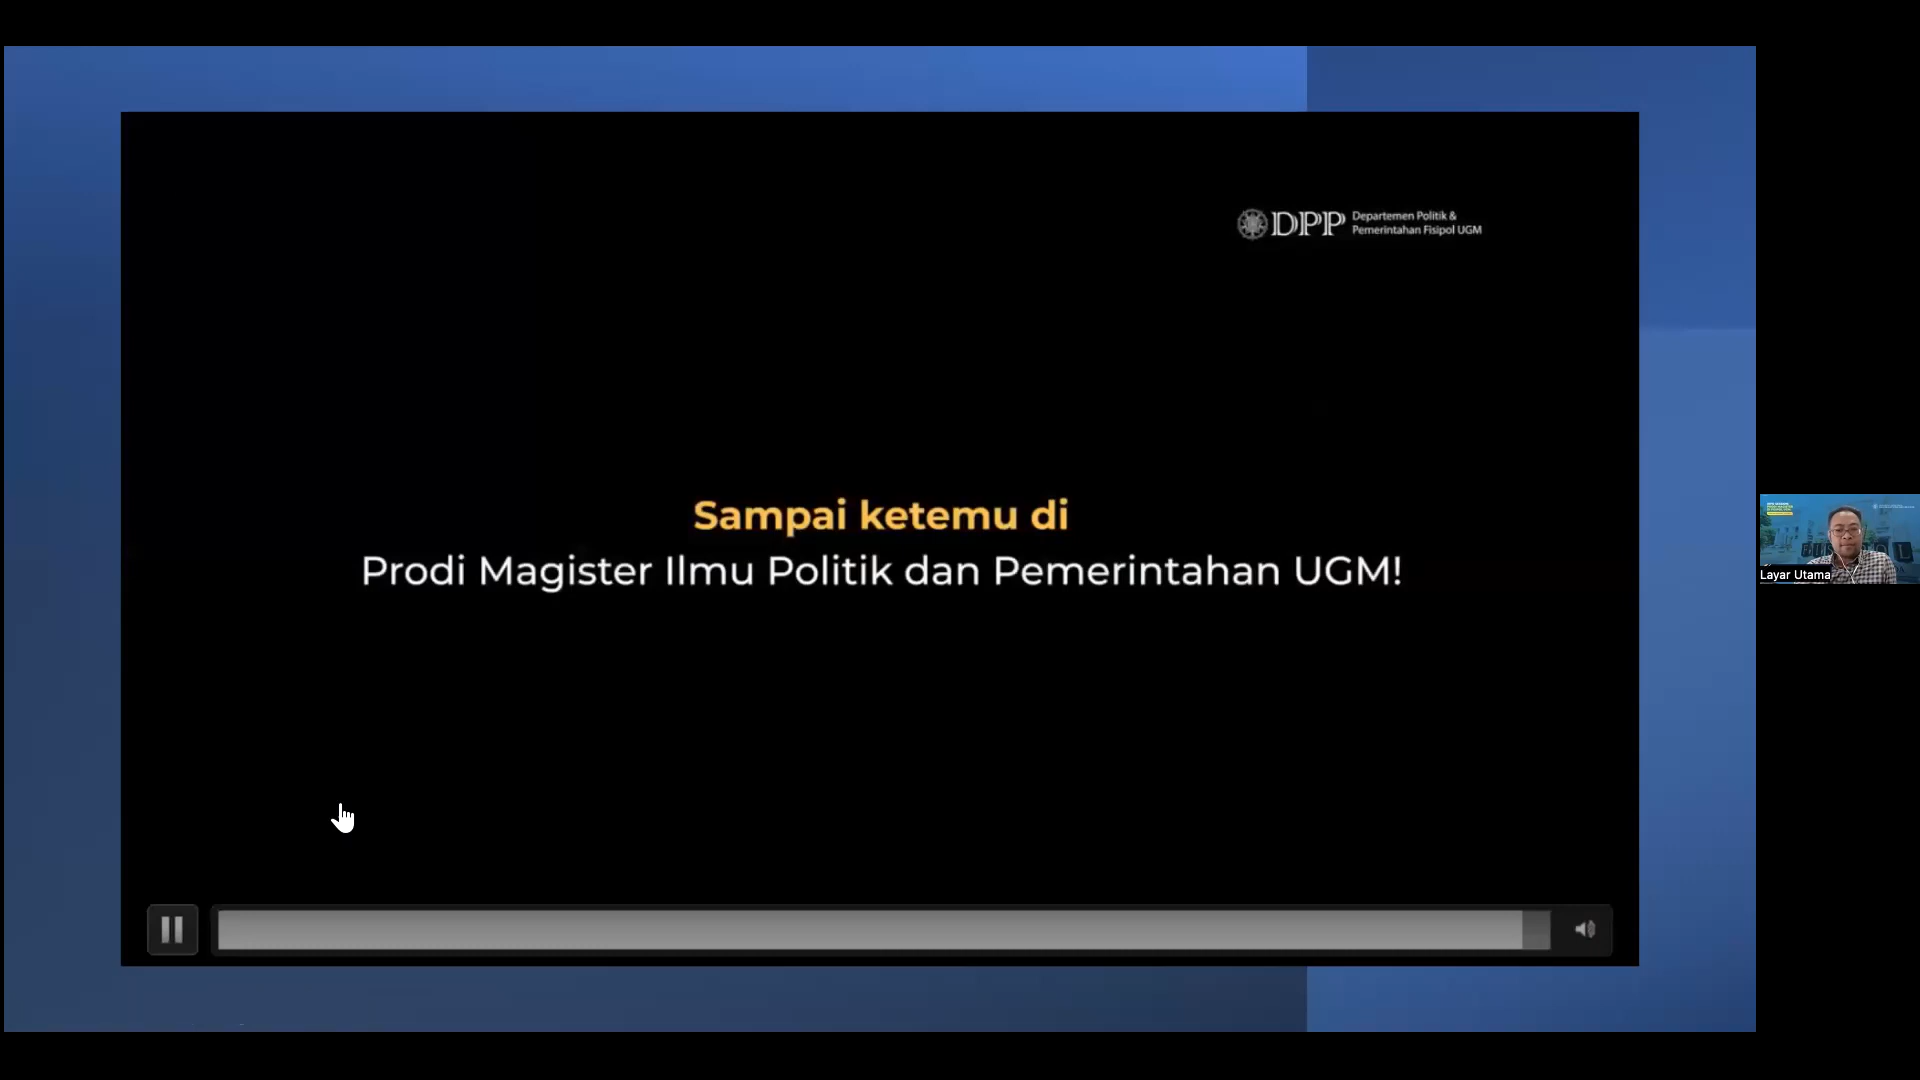 DPP
Departemen Politik &
Pemerintahan Fisipol UGM
Sampai ketemu di
Prodi Magister Ilmu Politik dan Pemerintahan UGM!
Layar Utama